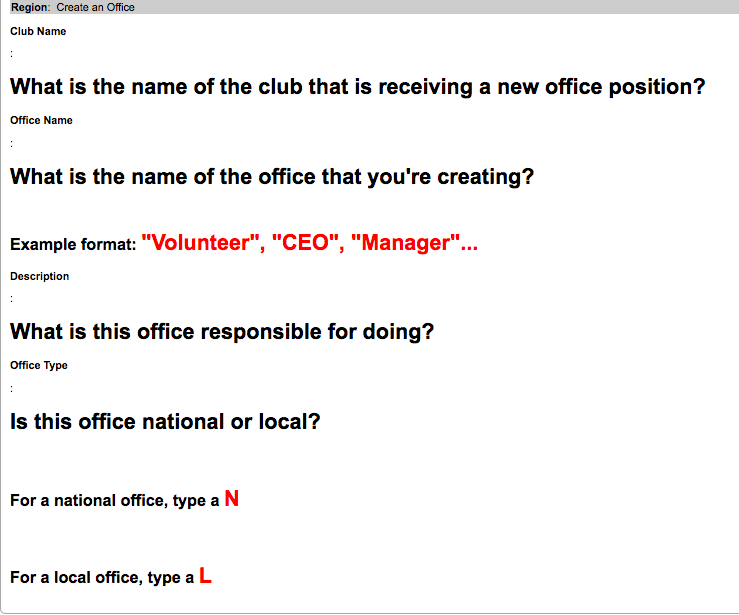 Region: Create an Office
Club Name
:
What is the name of the club that is receiving a new office position?
Office Name
:
What is the name of the office that you're creating?
Example format: "Volunteer", "CEO", "Manager"...
Description
:
What is this office responsible for doing?
Office Type
:
Is this office national or local?
For a national office, type a N
For a local office, type a L